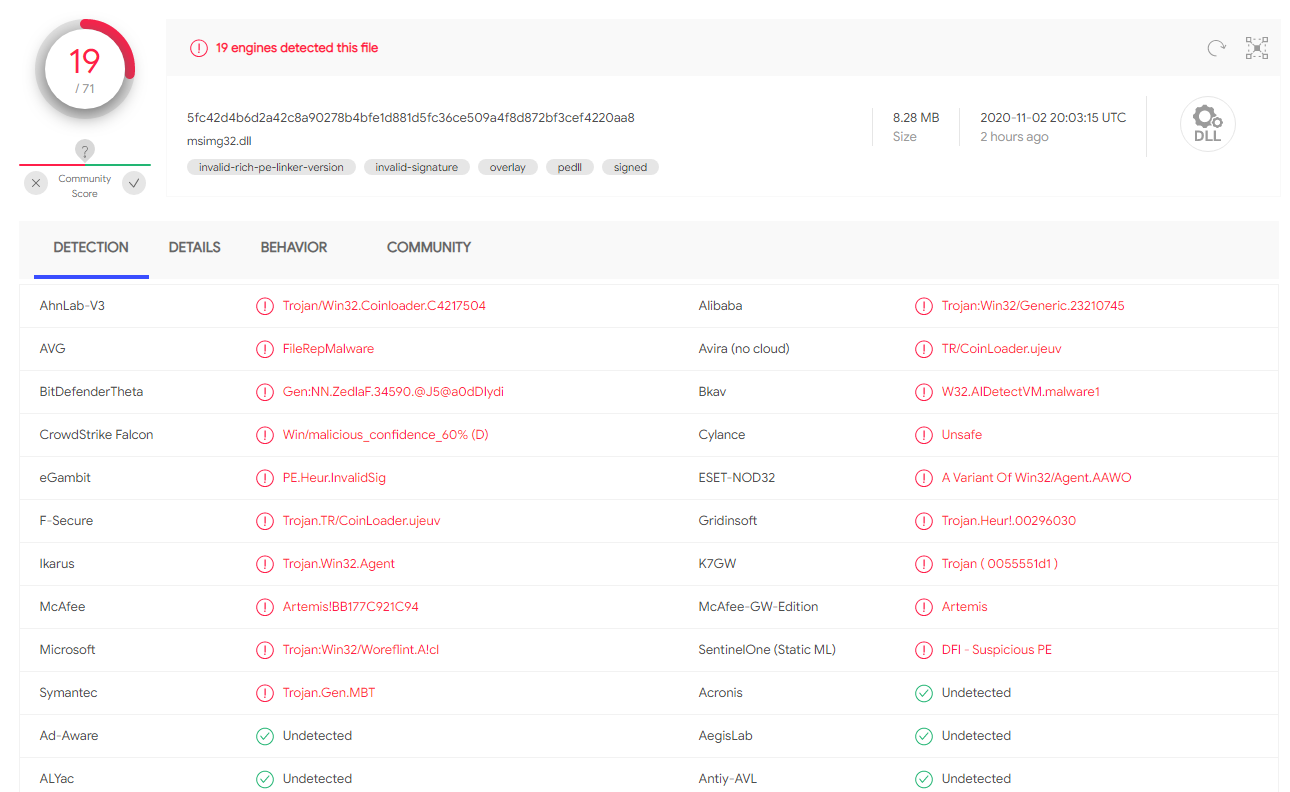 19
/ 71
?
Community
Score
19 engines detected this file
5fc42d4b6d2a42c8a90278b4bfe1d881d5fc36ce509a4f8d872bf3cef4220aa8
msimg32.dll
invalid-rich-pe-linker-version invalid-signature overlay pedll signed
8.28 MB
Size
2020-11-02 20:03:15 UTC
2 hours ago
DLL
DETECTION DETAILS BEHAVIOR COMMUNITY
AhnLab-V3 Trojan/Win32.Coinloader.C4217504 Alibaba Trojan:Win32/Generic.23210745
AVG FileRepMalware Avira (no cloud) TR/CoinLoader.ujeuv
BitDefenderTheta Gen:NN.ZedlaF.34590.@J5@a0dDIydi Bkav W32.AIDetectVM.malware1
CrowdStrike Falcon Win/malicious_confidence_60% (D) Cylance Unsafe
eGambit PE.Heur.InvalidSig ESET-NOD32 A Variant Of Win32/Agent.AAWO
F-Secure Trojan.TR/CoinLoader.ujeuv Gridinsoft Trojan.Heur!.00296030
Ikarus Trojan.Win32.Agent K7GW Trojan ( 0055551d1 )
McAfee Artemis!BB177C921C94 McAfee-GW-Edition Artemis
Microsoft Trojan:Win32/Woreflint.A!cl SentinelOne (Static ML) DFI - Suspicious PE
Symantec Trojan.Gen.MBT Acronis Undetected
Ad-Aware Undetected AegisLab Undetected
ALYac Undetected Antiy-AVL Undetected